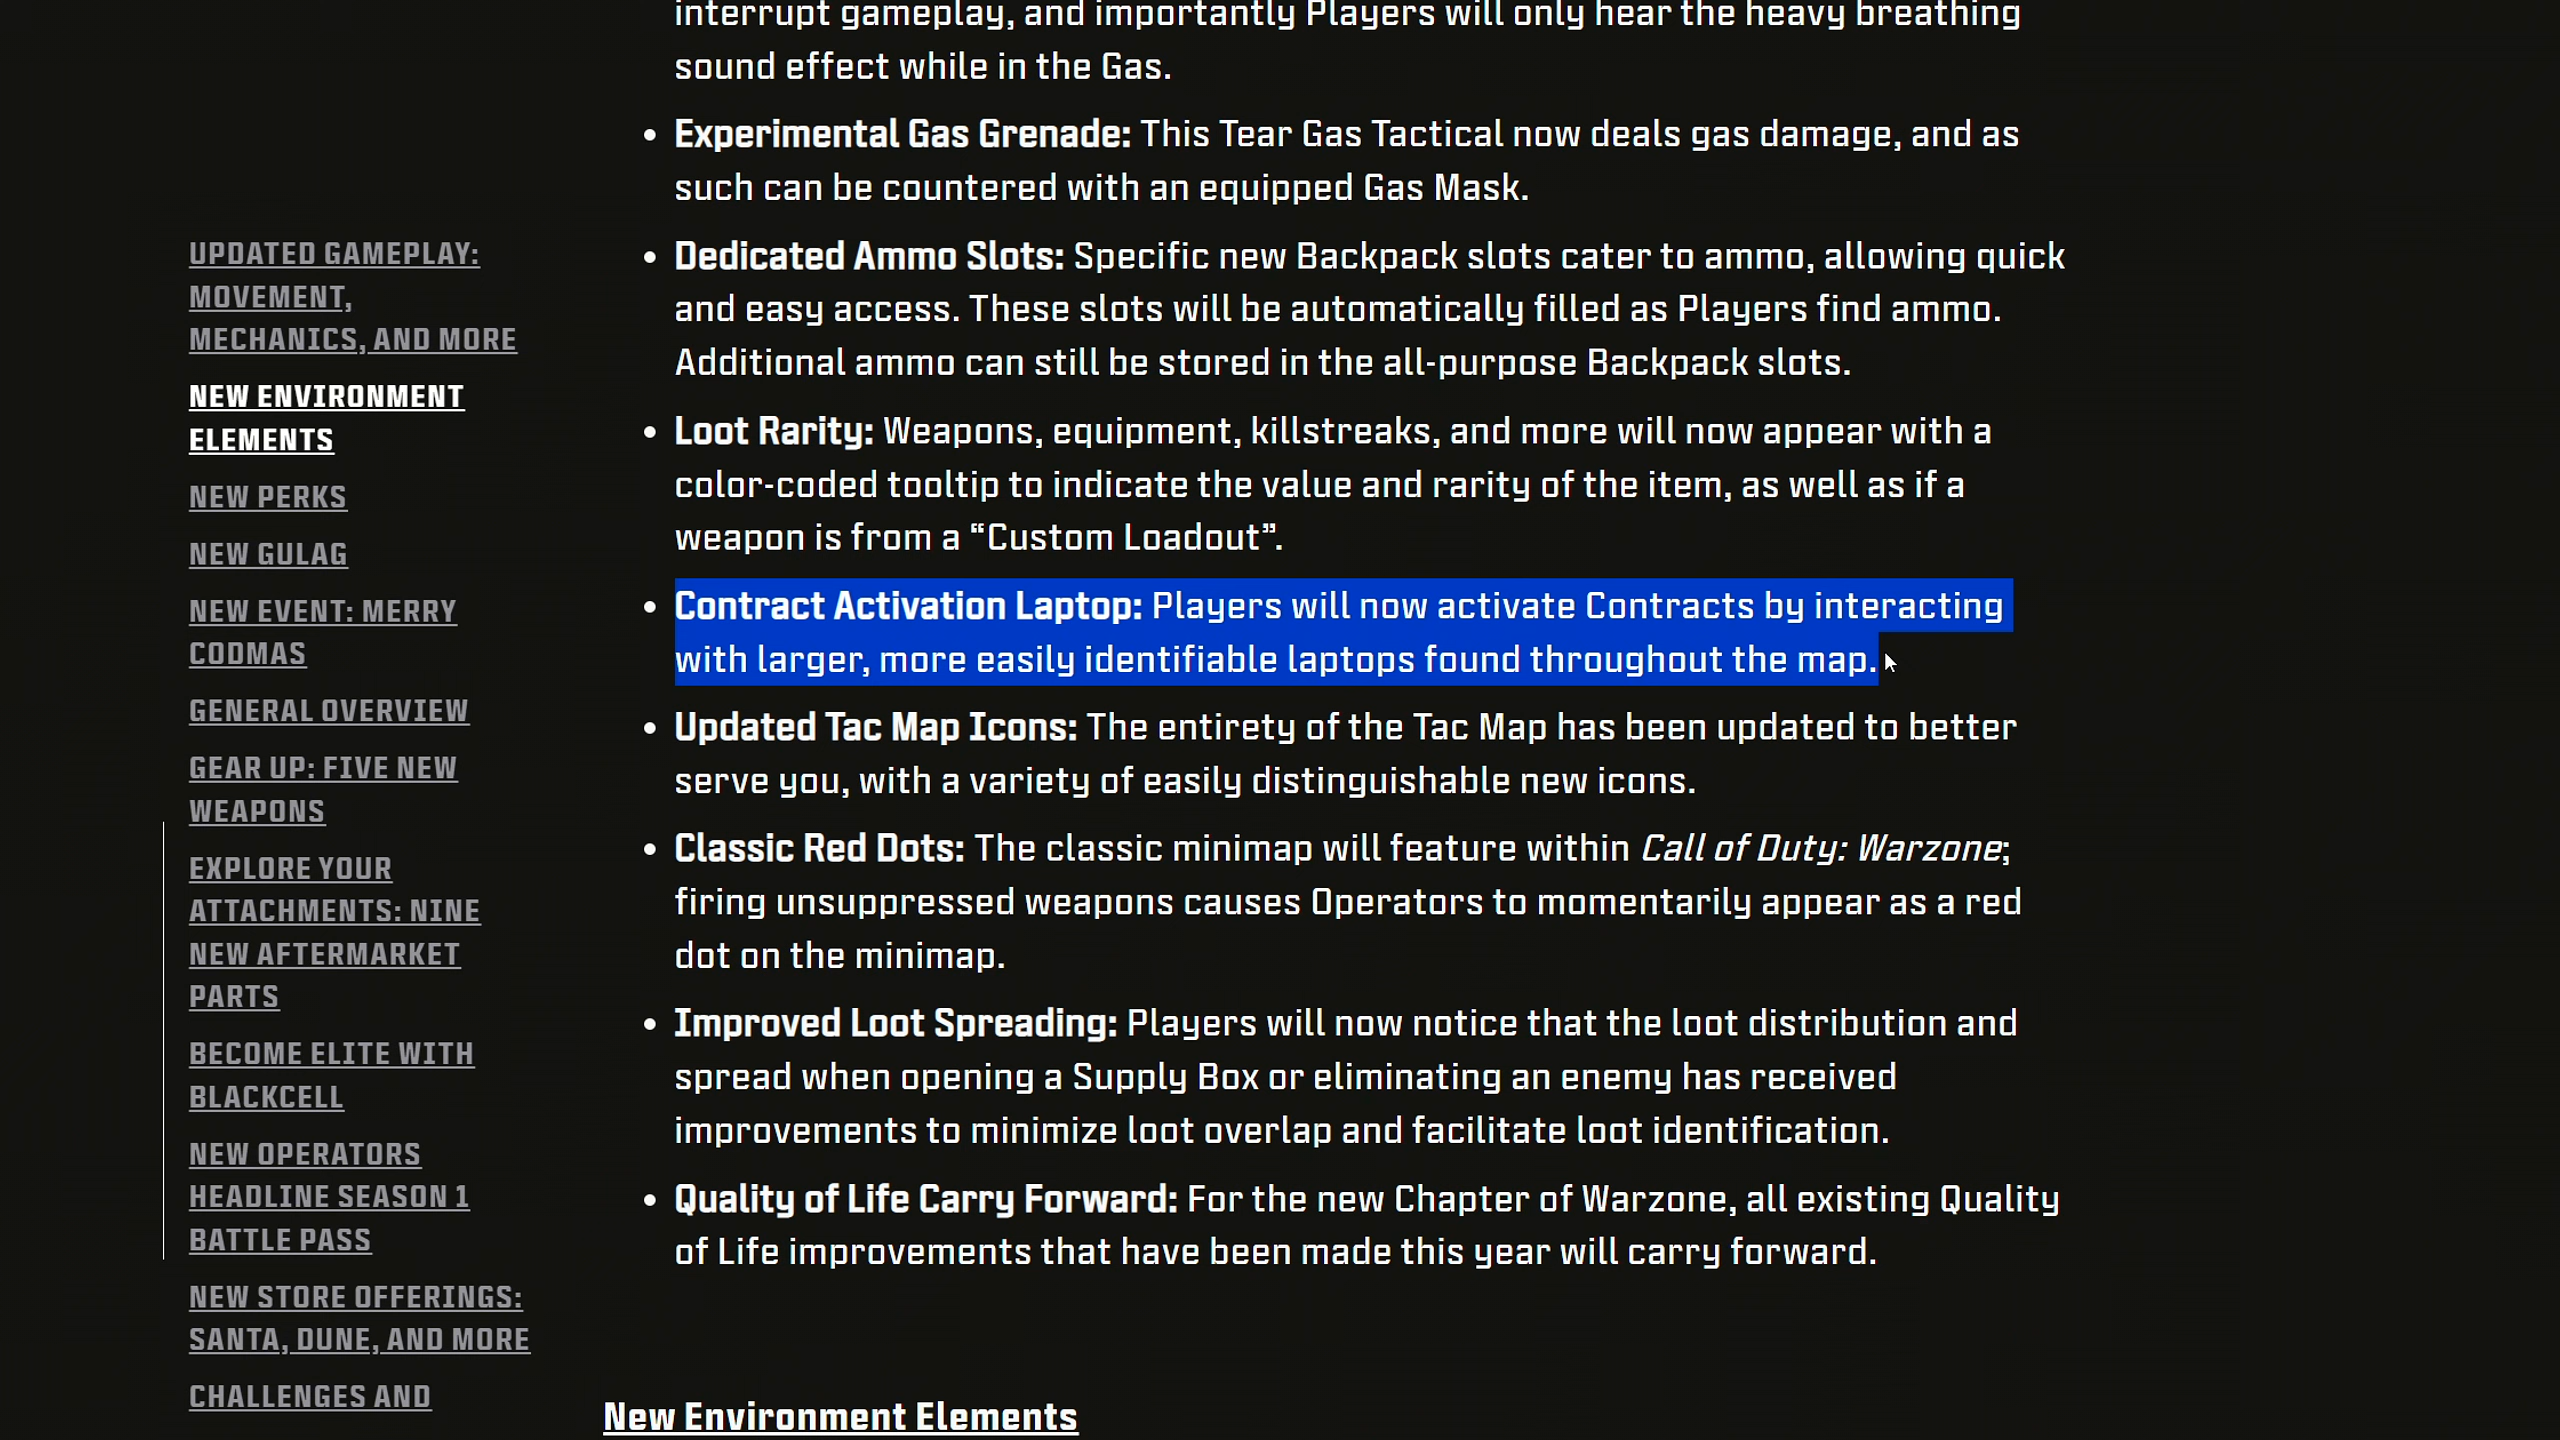 interrupt gameplay, and importantly Players will only hear the heavy breathing
sound effect while in the Gas.
• Experimental Gas Grenade: This Tear Gas Tactical now deals gas damage, and as
such can be countered with an equipped Gas Mask.
• Dedicated Ammo Slots: Specific new Backpack slots cater to ammo, allowing quick
and easy access. These slots will be automatically filled as Players find ammo.
Additional ammo can still be stored in the all-purpose Backpack slots.
• Loot Rarity: Weapons, equipment, killstreaks, and more will now appear with a
color-coded tooltip to indicate the value and rarity of the item, as well as if a
weapon is from a “Custom Loadout”.
• Contract Activation Laptop: Players will now activate Contracts by interacting
with larger, more easily identifiable laptops found throughout the map.
• Updated Tac Map Icons: The entirety of the Tac Map has been updated to better
serve you, with a variety of easily distinguishable new icons.
• Classic Red Dots: The classic minimap will feature within Call of Duty: Warzone;
firing unsuppressed weapons causes Operators to momentarily appear as a red
dot on the minimap.
• Improved Loot Spreading: Players will now notice that the loot distribution and
spread when opening a Supply Box or eliminating an enemy has received
improvements to minimize loot overlap and facilitate loot identification.
• Quality of Life Carry Forward: For the new Chapter of Warzone, all existing Quality
of Life improvements that have been made this year will carry forward.
New Environment Elements
UPDATED GAMEPLAY:
MOVEMENT,
MECHANICS, AND MORE
NEW ENVIRONMENT
ELEMENTS
NEW PERKS
NEW GULAG
NEW EVENT: MERRY
CODMAS
GENERAL OVERVIEW
GEAR UP: FIVE NEW
WEAPONS
EXPLORE YOUR
ATTACHMENTS: NINE
NEW AFTERMARKET
PARTS
BECOME ELITE WITH
BLACKCELL
NEW OPERATORS
HEADLINE SEASON 1
BATTLE PASS
NEW STORE OFFERINGS:
SANTA, DUNE, AND MORE
CHALLENGES AND